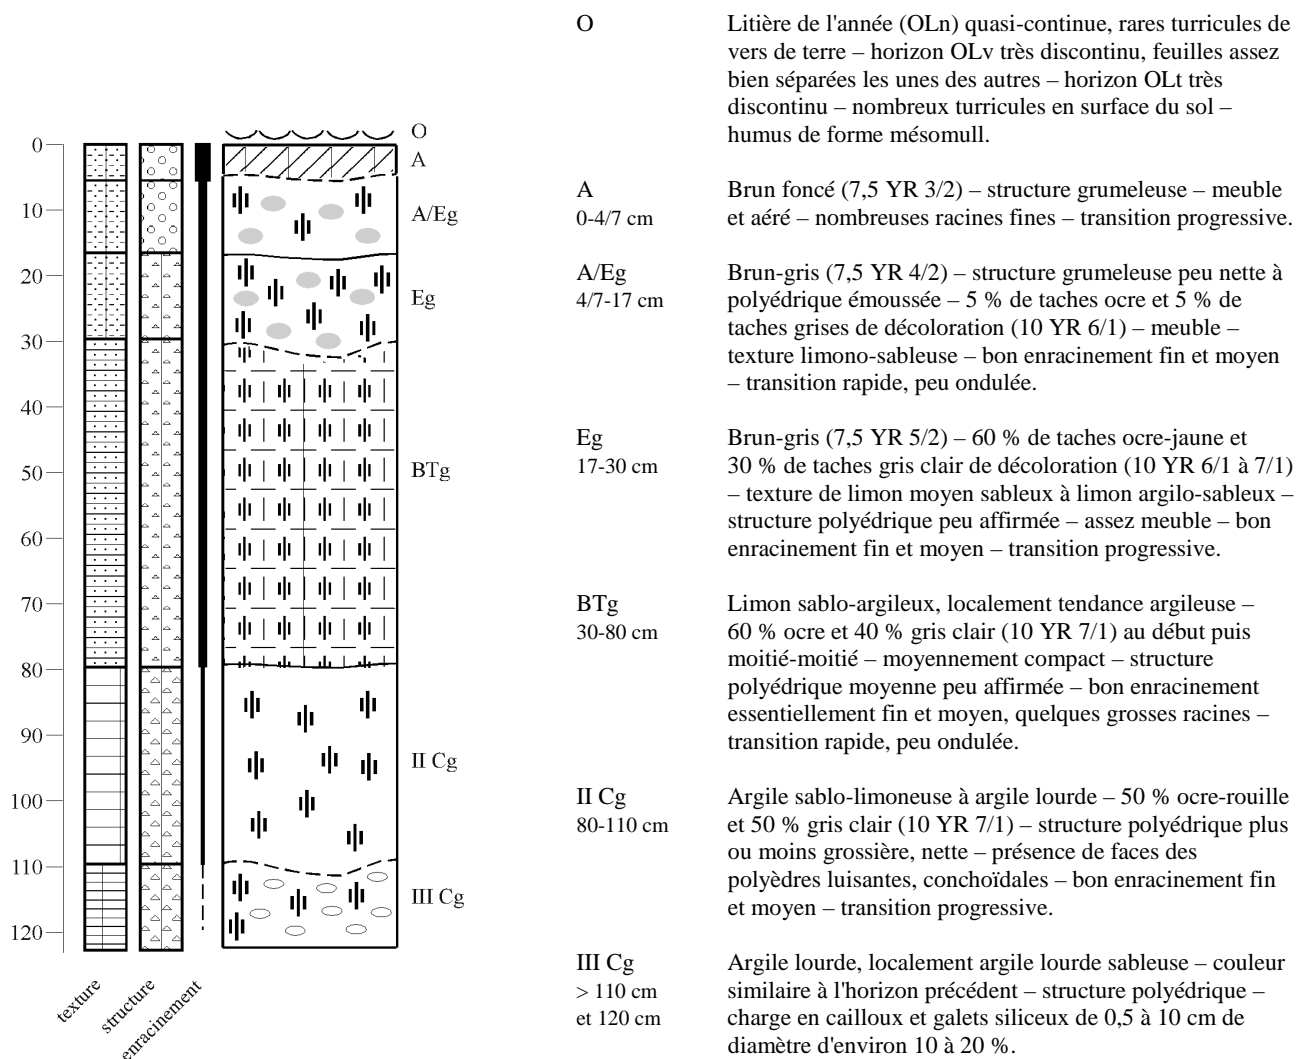 O
A
A/Eg
Eg
BTg
II Cg
III Cg
0
10
20
30
40
50
60
70
80
90
100
110
120
texture
structure
enracinement
O
Litière de l'année (OLn) quasi-continue, rares turricules de
vers de terre – horizon OLv très discontinu, feuilles assez
bien séparées les unes des autres – horizon OLt très
discontinu – nombreux turricules en surface du sol –
humus de forme mésomull.
A
0-4/7 cm
Brun foncé (7,5 YR 3/2) – structure grumeleuse – meuble
et aéré – nombreuses racines fines – transition progressive.
A/Eg
4/7-17 cm
Brun-gris (7,5 YR 4/2) – structure grumeleuse peu nette à
polyédrique émoussée – 5 % de taches ocre et 5 % de
taches grises de décoloration (10 YR 6/1) – meuble –
texture limono-sableuse – bon enracinement fin et moyen
– transition rapide, peu ondulée.
Eg
17-30 cm
Brun-gris (7,5 YR 5/2) – 60 % de taches ocre-jaune et
30 % de taches gris clair de décoloration (10 YR 6/1 à 7/1)
– texture de limon moyen sableux à limon argilo-sableux –
structure polyédrique peu affirmée – assez meuble – bon
enracinement fin et moyen – transition progressive.
BTg
30-80 cm
Limon sablo-argileux, localement tendance argileuse –
60 % ocre et 40 % gris clair (10 YR 7/1) au début puis
moitié-moitié – moyennement compact – structure
polyédrique moyenne peu affirmée – bon enracinement
essentiellement fin et moyen, quelques grosses racines –
transition rapide, peu ondulée.
II Cg
80-110 cm
Argile sablo-limoneuse à argile lourde – 50 % ocre-rouille
et 50 % gris clair (10 YR 7/1) – structure polyédrique plus
ou moins grossière, nette – présence de faces des
polyèdres luisantes, conchoïdales – bon enracinement fin
et moyen – transition progressive.
III Cg
> 110 cm
et 120 cm
Argile lourde, localement argile lourde sableuse – couleur
similaire à l'horizon précédent – structure polyédrique –
charge en cailloux et galets siliceux de 0,5 à 10 cm de
diamètre d'environ 10 à 20 %.